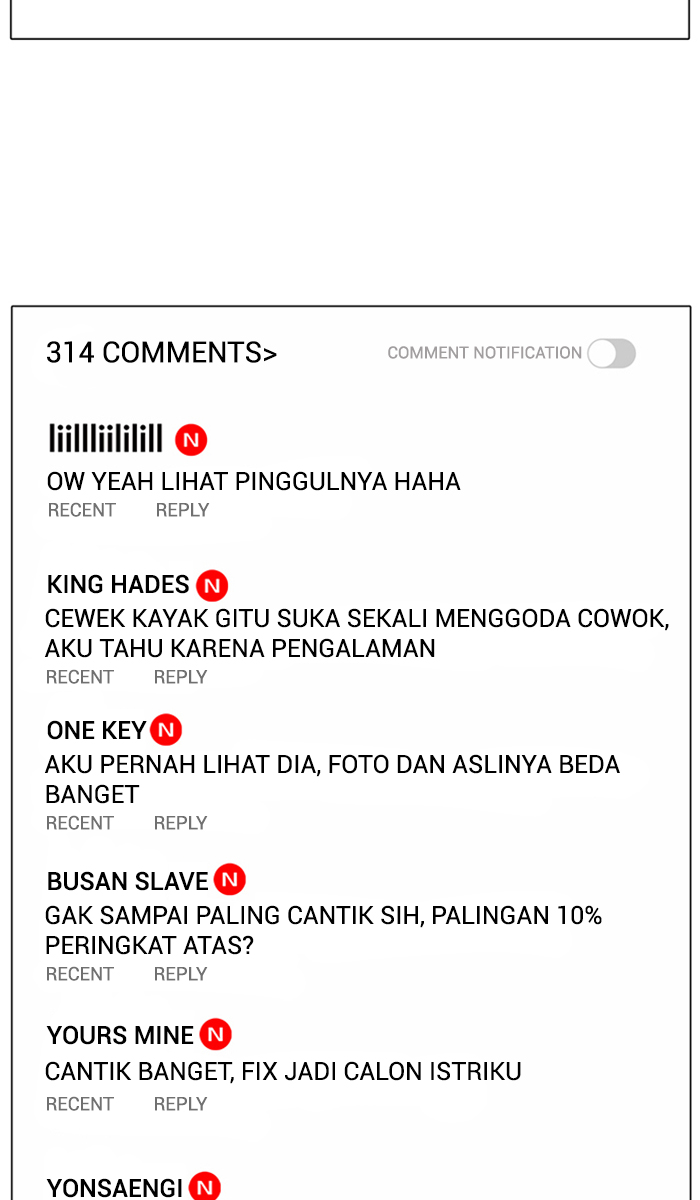 314 COMMENTS>
COMMENT NOTIFICATION
N
OW YEAH LIHAT PINGGULNYA HAHA
RECENT REPLY
KING HADES N
CEWEK KAYAK GITU SUKA SEKALI MENGGODA COWOK,
AKU TAHU KARENA PENGALAMAN
RECENT REPLY
ONE KEY N
AKU PERNAH LIHAT DIA, FOTO DAN ASLINYA BEDA
BANGET
RECENT REPLY
BUSAN SLAVE N
GAK SAMPAI PALING CANTIK SIH, PALINGAN 10%
PERINGKAT ATAS?
RECENT REPLY
YOURS MINE N
CANTIK BANGET, FIX JADI CALON ISTRIKU
RECENT REPLY
YONSAENGI N